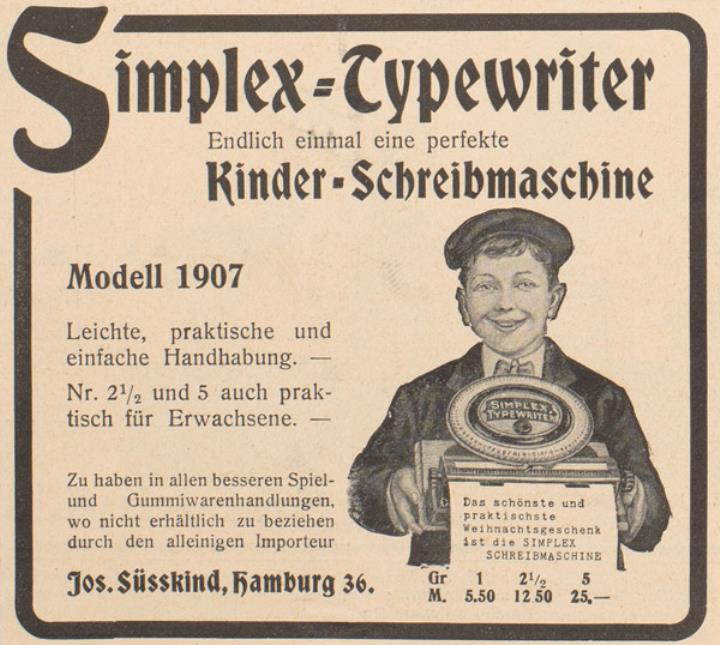 Simplex-Typewriter
Endlich einmal eine perfekte
Kinder-Schreibmaschine
Modell 1907
Leichte, praktische und
einfache Handhabung. —
Nr. 2½ und 5 auch prak-
tisch für Erwachsene. —
Zu haben in allen besseren Spiel-
und Gummiwarenhandlungen,
wo nicht erhältlich zu beziehen
durch den alleinigen Importeur
Jos. Süsskind, Hamburg 36.
SIMPLEX-
TYPEWRITER
Das schönste und
praktischste
Weihnachtsgeschenk
ist die SIMPLEX
SCHREIBMASCHINE
Gr 1 2½ 5
M. 5.50 12 50 25.—